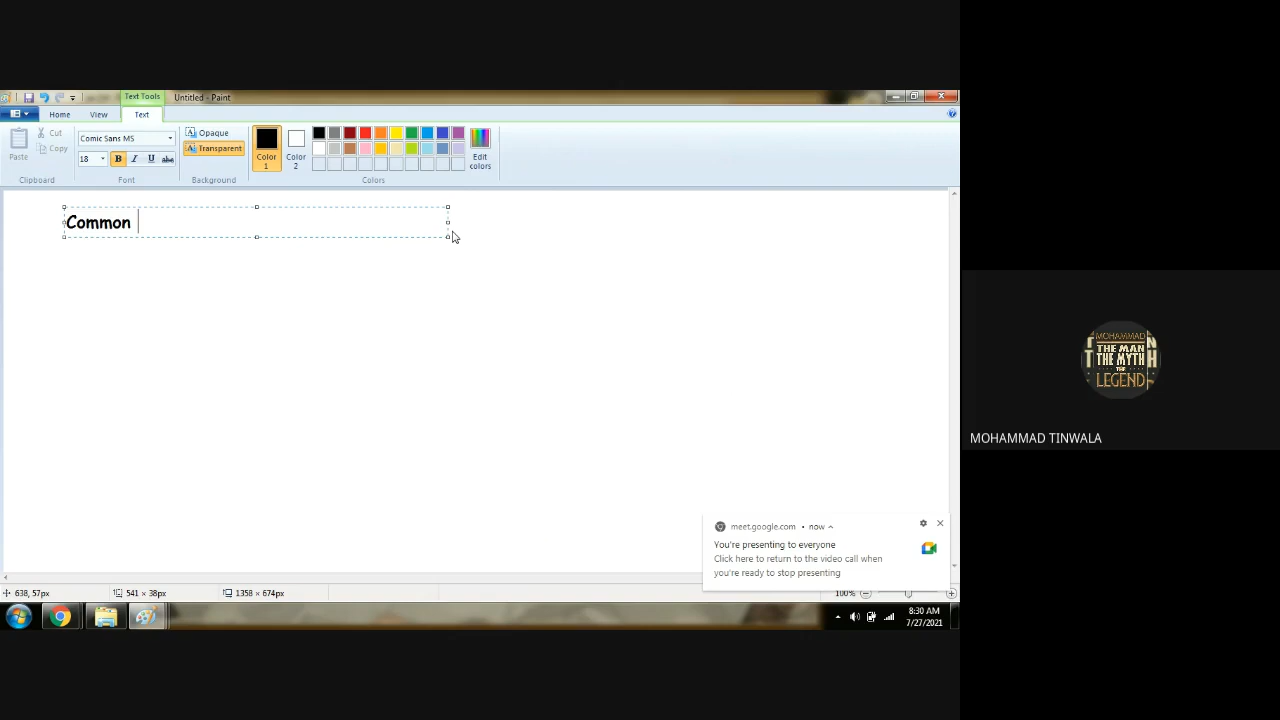 Text Tools
Untitled - Paint
Home
View
Text
Paste
Cut
Copy
Clipboard
Comic Sans MS
18
B I U abc
Font
Opaque
Transparent
Background
Color 1
Color 2
Edit colors
Colors
Common
meet.google.com • now
You're presenting to everyone
Click here to return to the video call when
you're ready to stop presenting
638, 57px
541 × 38px
1358 × 674px
100%
8:30 AM
7/27/2021
MOHAMMAD
THE MAN
THE MYTH
THE
LEGEND
MOHAMMAD TINWALA